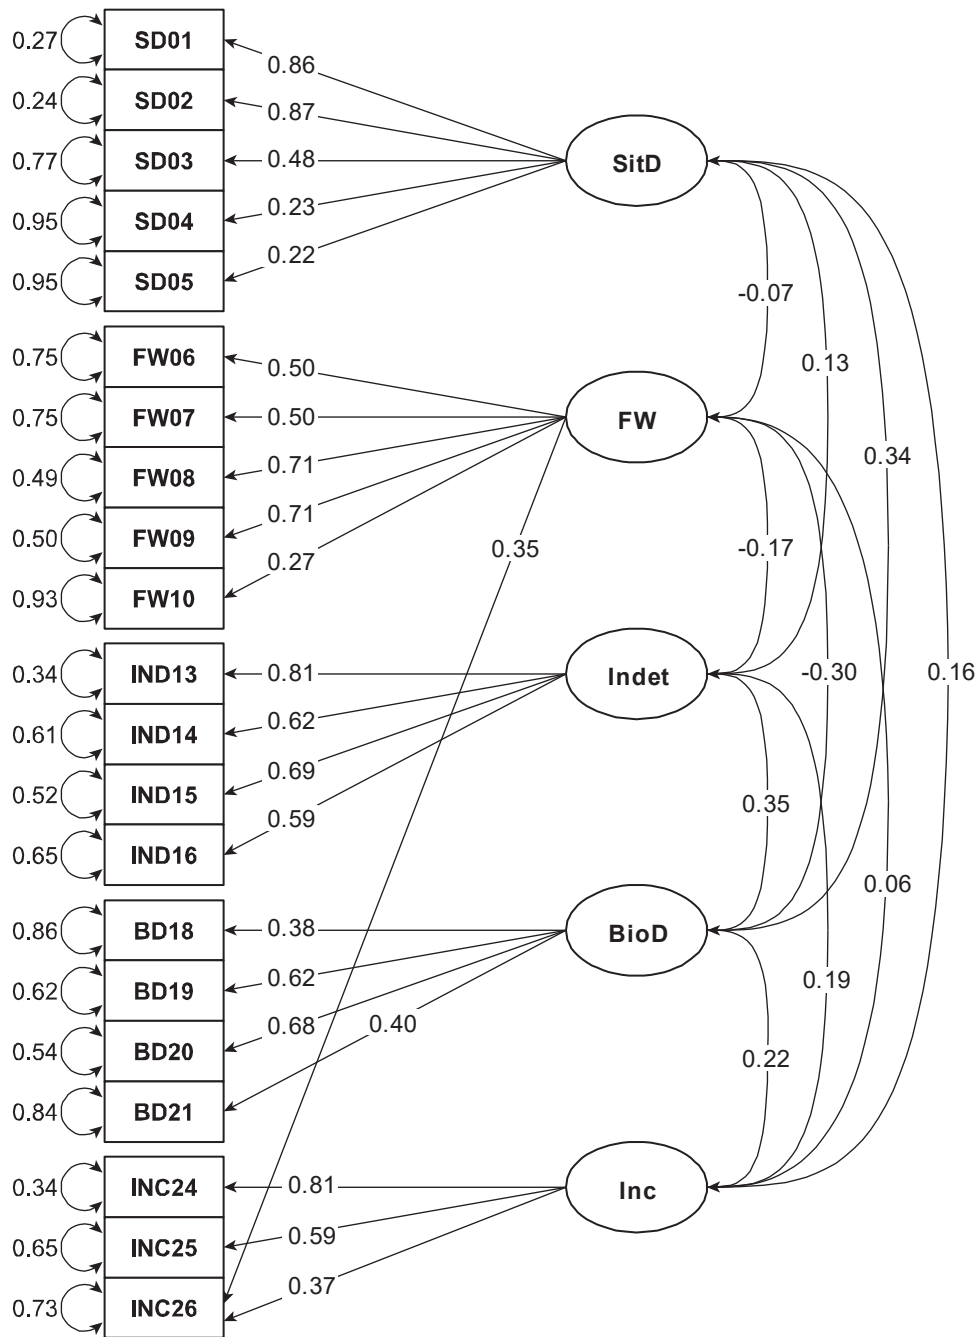 0.27 SD01 0.86
0.24 SD02 0.87
0.77 SD03 0.48 SitD
0.95 SD04 0.23
0.95 SD05 0.22
-0.07
0.75 FW06 0.50 0.13
0.75 FW07 0.50 FW
0.49 FW08 0.71 0.34
0.50 FW09 0.71 0.35 -0.17
0.93 FW10 0.27
0.34 IND13 0.81 Indet -0.30 0.16
0.61 IND14 0.62
0.52 IND15 0.69 0.35
0.65 IND16 0.59
0.06
0.86 BD18 0.38 BioD
0.62 BD19 0.62 0.19
0.54 BD20 0.68 0.40
0.84 BD21 0.22
0.34 INC24 0.81 Inc
0.65 INC25 0.59
0.73 INC26 0.37